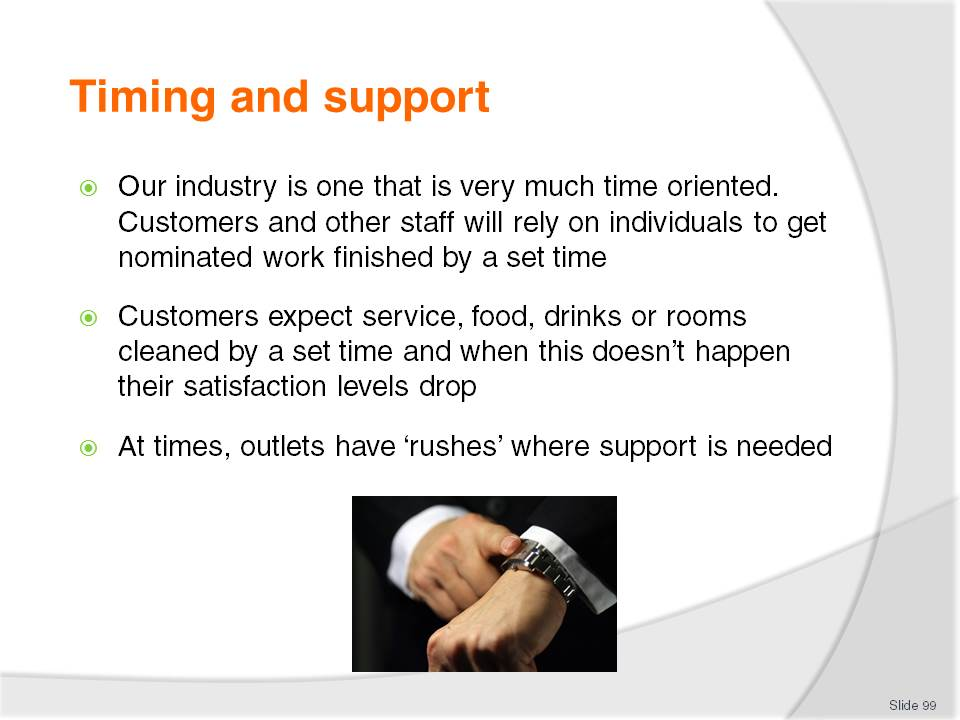 Timing and support
Our industry is one that is very much time oriented.
Customers and other staff will rely on individuals to get
nominated work finished by a set time
Customers expect service, food, drinks or rooms
cleaned by a set time and when this doesn’t happen
their satisfaction levels drop
At times, outlets have ‘rushes’ where support is needed
Slide 99